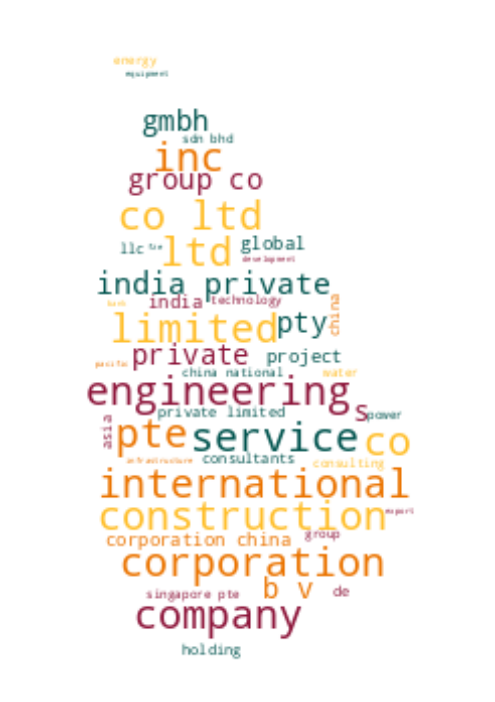 energy
equipment
gmbh
sdn bhd
inc
group co
co ltd
llc
ltd
global
development
india private
bank
india
technology
china
limited
pty
private
project
pacific
china national
water
engineering
s
private limited
power
asia
pte
service
co
infrastructure
consultants
consulting
international
construction
export
corporation china
group
corporation
b v
de
singapore pte
company
holding